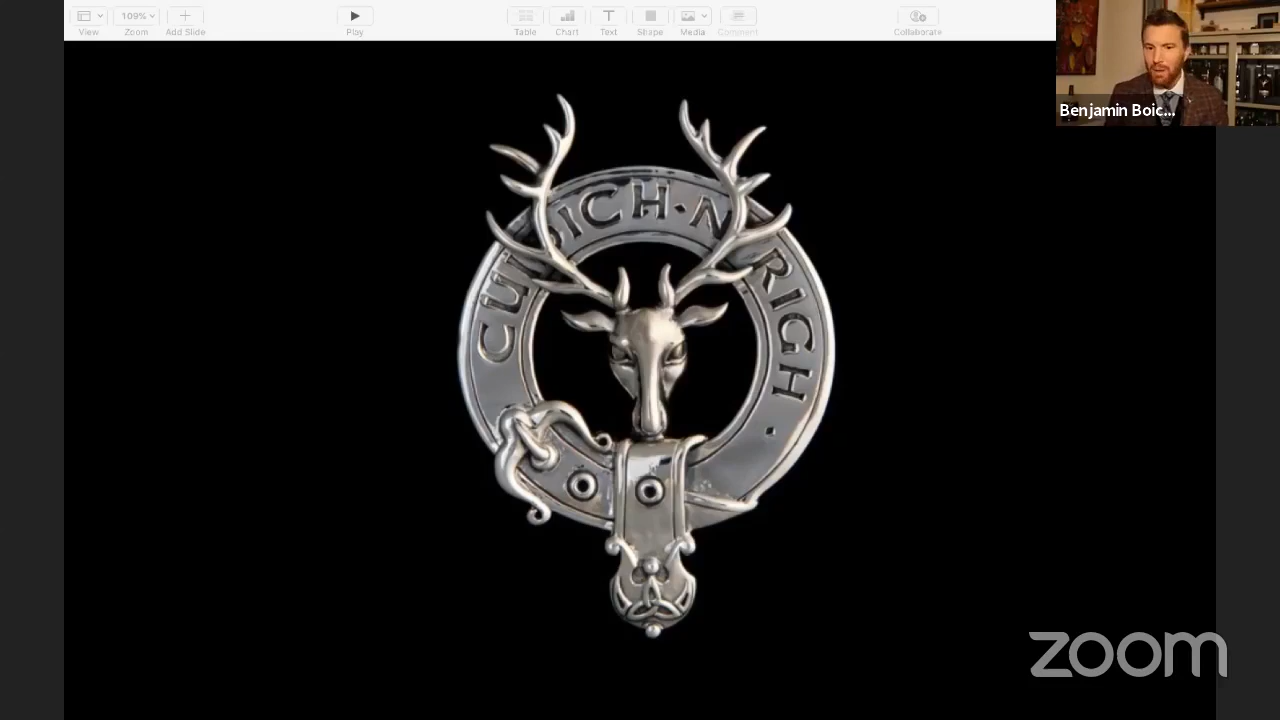 109%
View
Zoom
Add Slide
Play
Table
Chart
Text
Shape
Media
Comment
Collaborate
Benjamin Boic...
ICH · N
RIGH ·
zoom